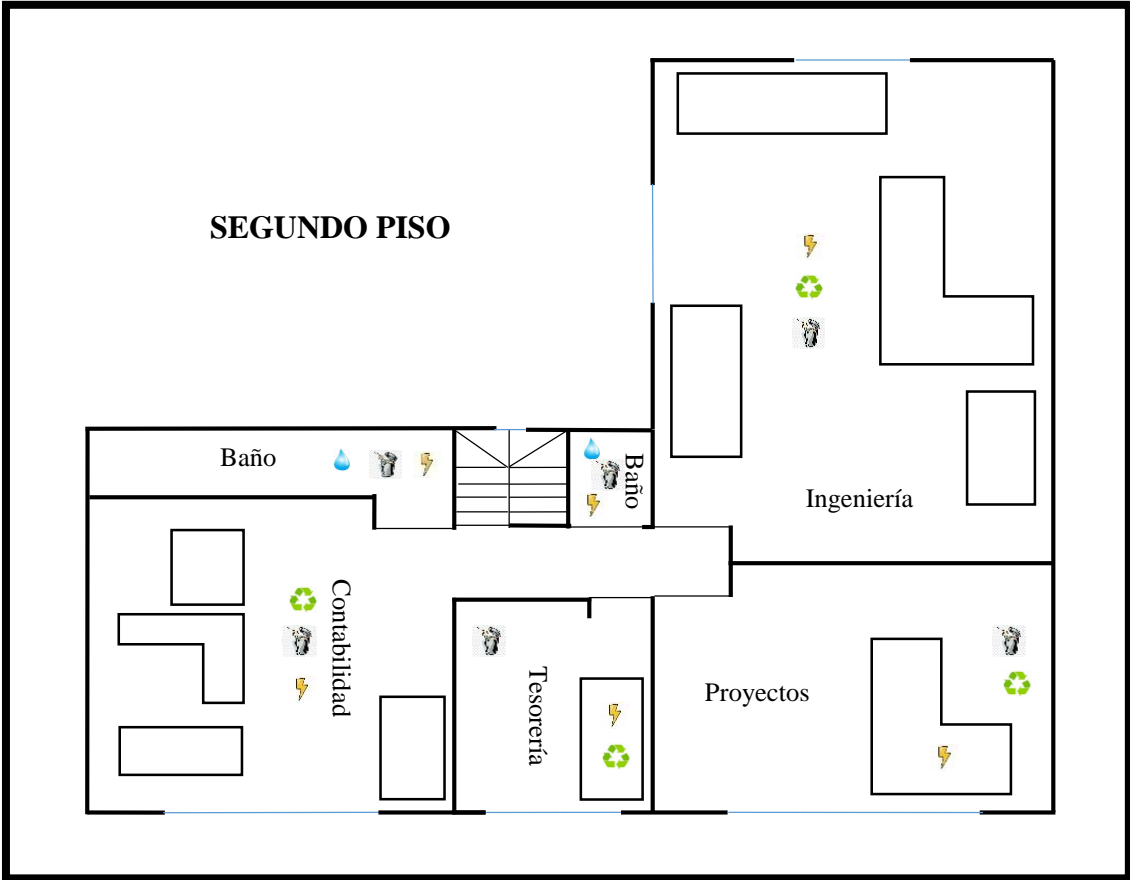 SEGUNDO PISO
Baño
Baño
Ingeniería
Contabilidad
Tesorería
Proyectos